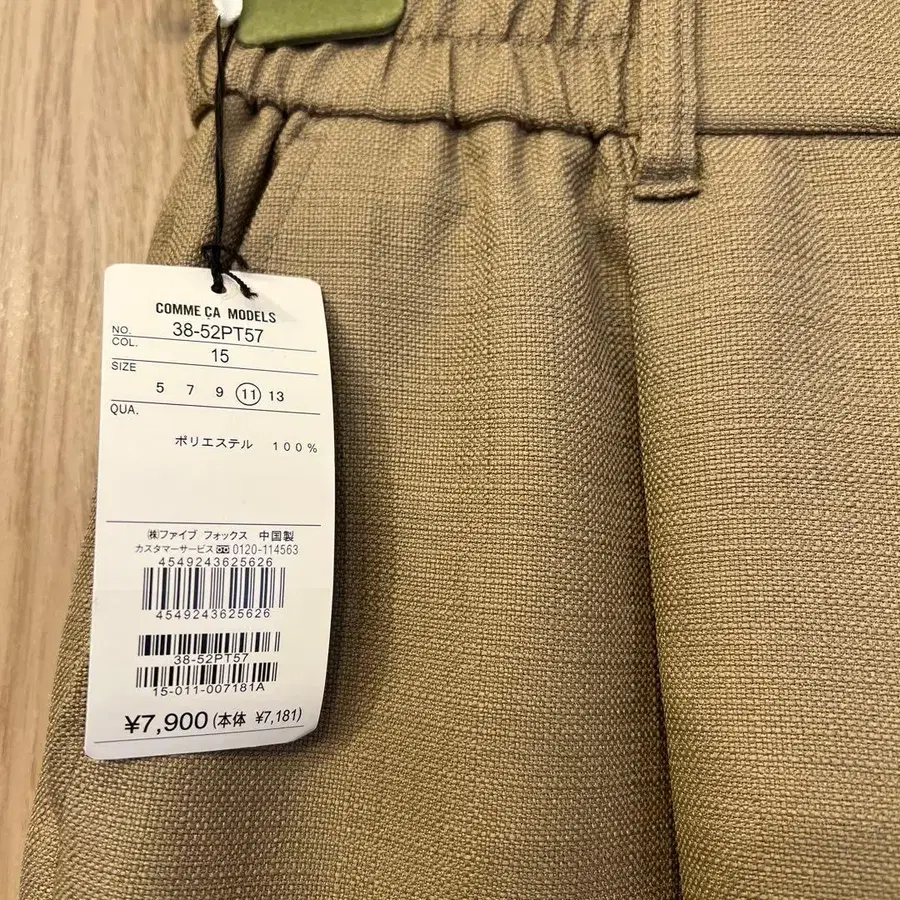 COMME ÇA MODELS
NO. 38-52PT57
COL. 15
SIZE
5 7 9 11 13
QUA.
ポリエステル 100%
㈱ファイブ フォックス 中国製
カスタマーサービス 0120-114563
4549243625626
4549243625626
38-52PT57
15-011-007181A
¥7,900(本体 ¥7,181)